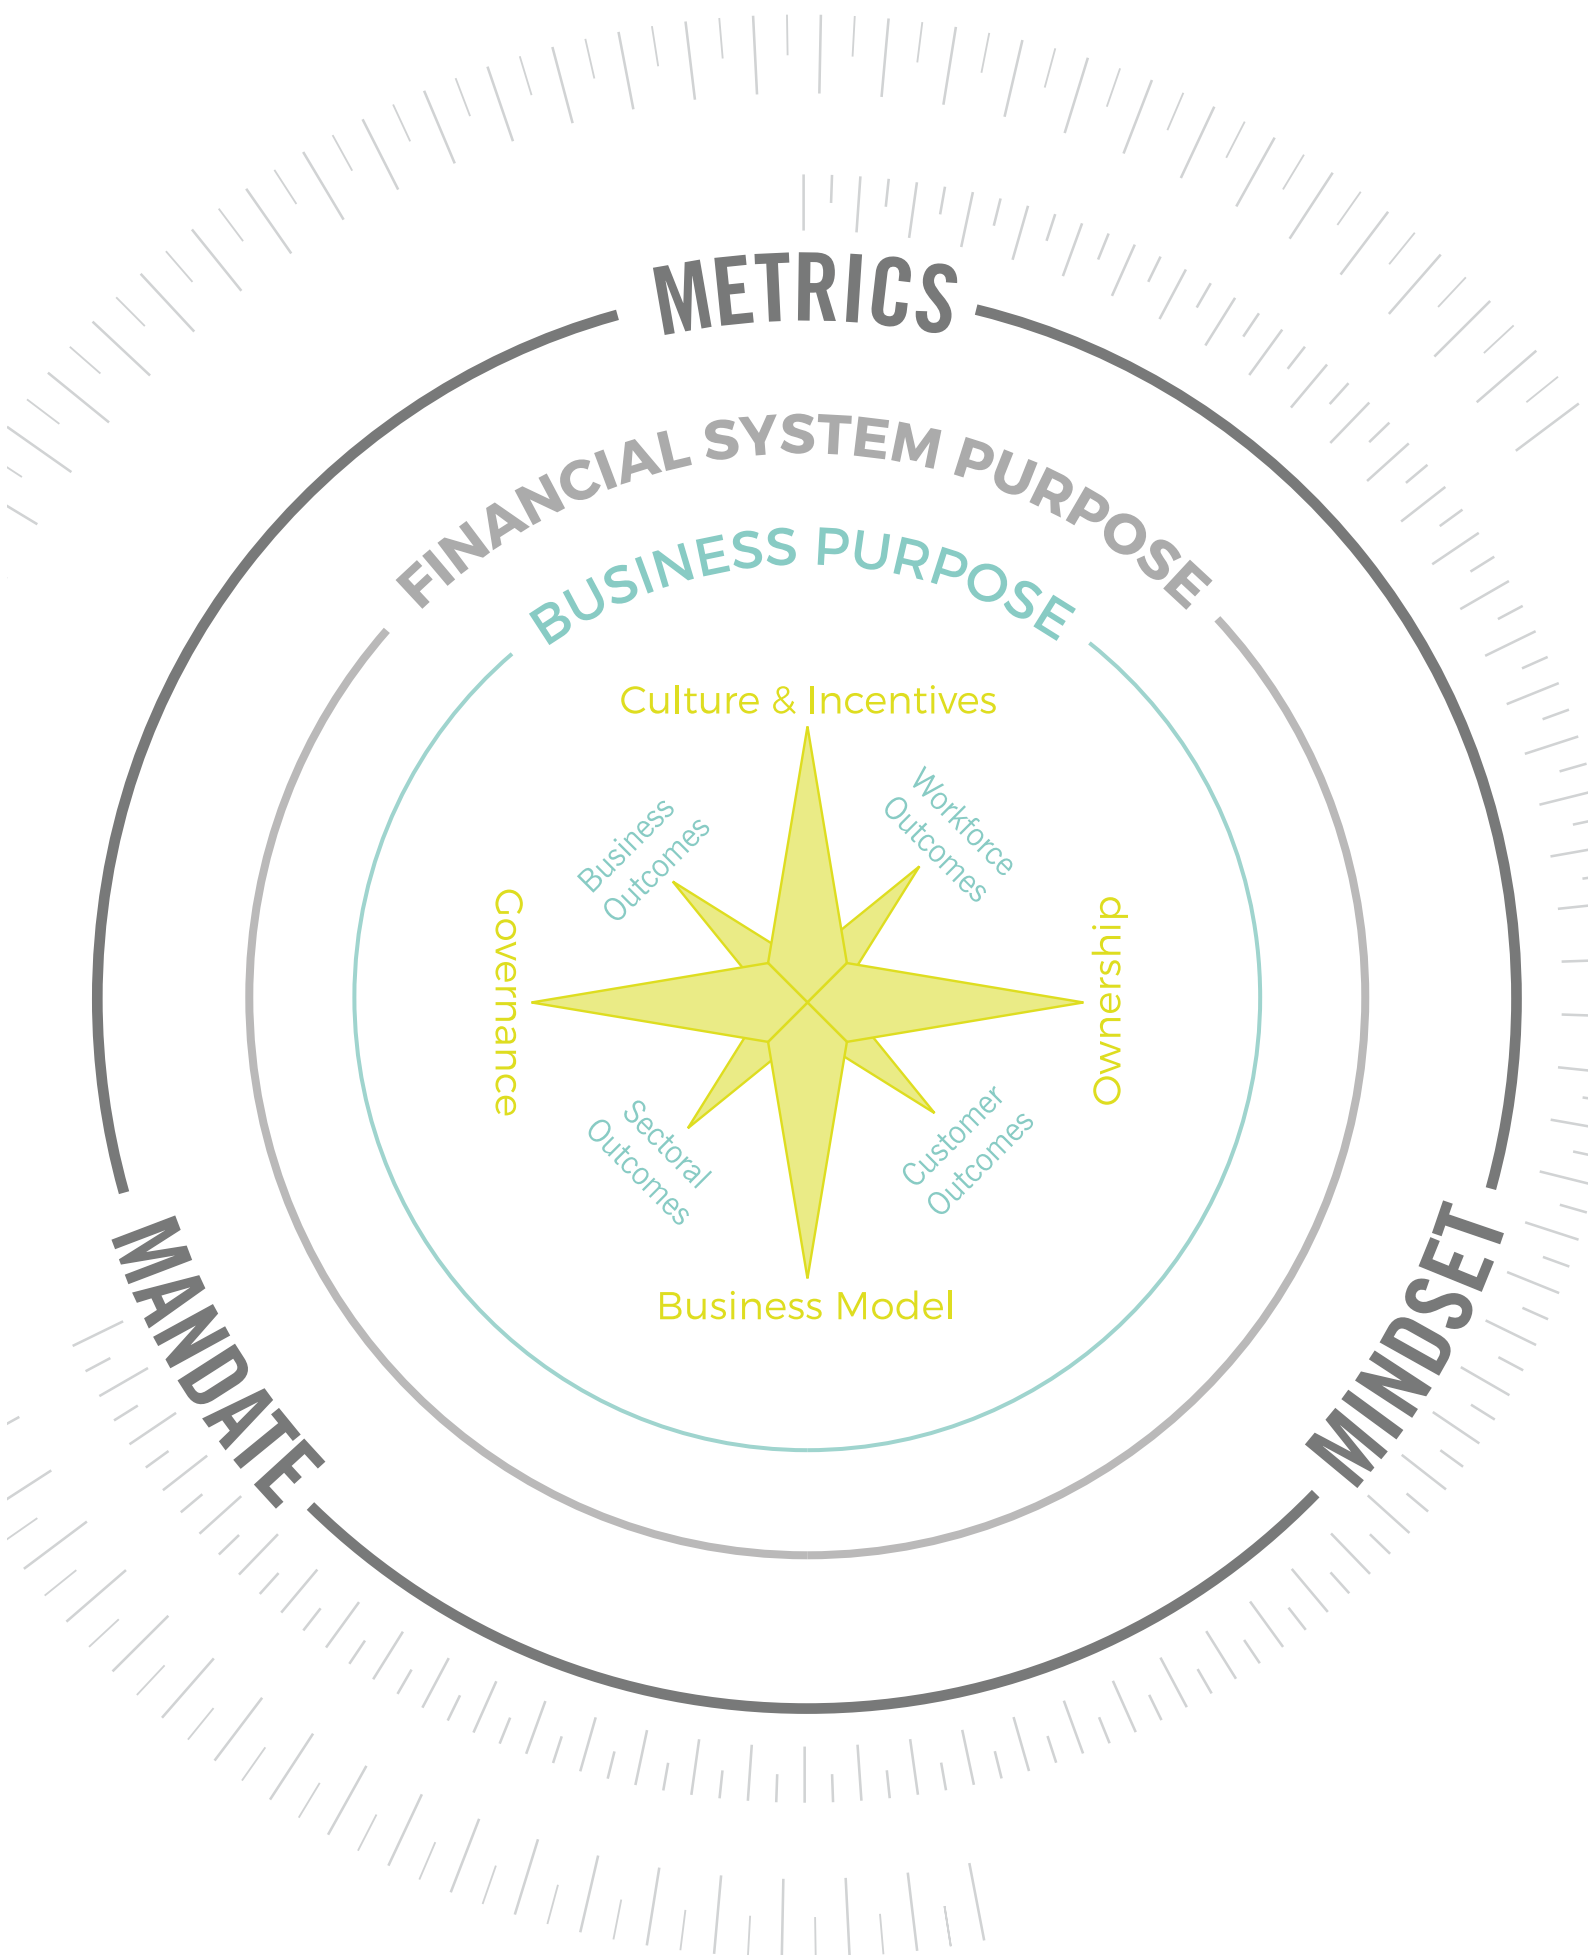 METRICS
FINANCIAL SYSTEM PURPOSE
BUSINESS PURPOSE
Culture & Incentives
Business
Outcomes
Workforce
Outcomes
Governance
Ownership
Sectoral
Outcomes
Customer
Outcomes
Business Model
MANDATE
MINDSET